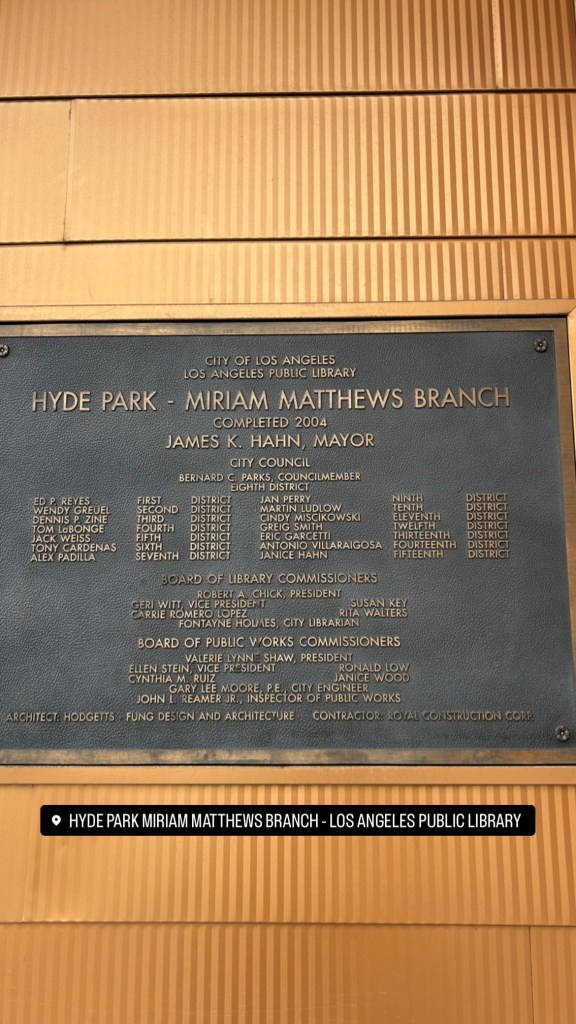 CITY OF LOS ANGELES
LOS ANGELES PUBLIC LIBRARY
HYDE PARK - MIRIAM MATTHEWS BRANCH
COMPLETED 2004
JAMES K. HAHN, MAYOR
CITY COUNCIL
BERNARD C. PARKS, COUNCILMEMBER
EIGHTH DISTRICT
ED P. REYES FIRST DISTRICT JAN PERRY NINTH DISTRICT
WENDY GREUEL SECOND DISTRICT MARTIN LUDLOW TENTH DISTRICT
DENNIS P. ZINE THIRD DISTRICT CINDY MISCIKOWSKI ELEVENTH DISTRICT
TOM LaBONGE FOURTH DISTRICT GREIG SMITH TWELFTH DISTRICT
JACK WEISS FIFTH DISTRICT ERIC GARCETTI THIRTEENTH DISTRICT
TONY CARDENAS SIXTH DISTRICT ANTONIO VILLARAIGOSA FOURTEENTH DISTRICT
ALEX PADILLA SEVENTH DISTRICT JANICE HAHN FIFTEENTH DISTRICT
BOARD OF LIBRARY COMMISSIONERS
ROBERT A. CHICK, PRESIDENT
GERI WITT, VICE PRESIDENT SUSAN KEY
CARRIE ROMERO LOPEZ RITA WALTERS
FONTAYNE HOLMES, CITY LIBRARIAN
BOARD OF PUBLIC WORKS COMMISSIONERS
VALERIE LYNNE SHAW, PRESIDENT
ELLEN STEIN, VICE PRESIDENT RONALD LOW
CYNTHIA M. RUIZ JANICE WOOD
GARY LEE MOORE, P.E., CITY ENGINEER
JOHN L. REAMER JR., INSPECTOR OF PUBLIC WORKS
ARCHITECT: HODGETTS + FUNG DESIGN AND ARCHITECTURE CONTRACTOR: ROYAL CONSTRUCTION CORP.
HYDE PARK MIRIAM MATTHEWS BRANCH - LOS ANGELES PUBLIC LIBRARY